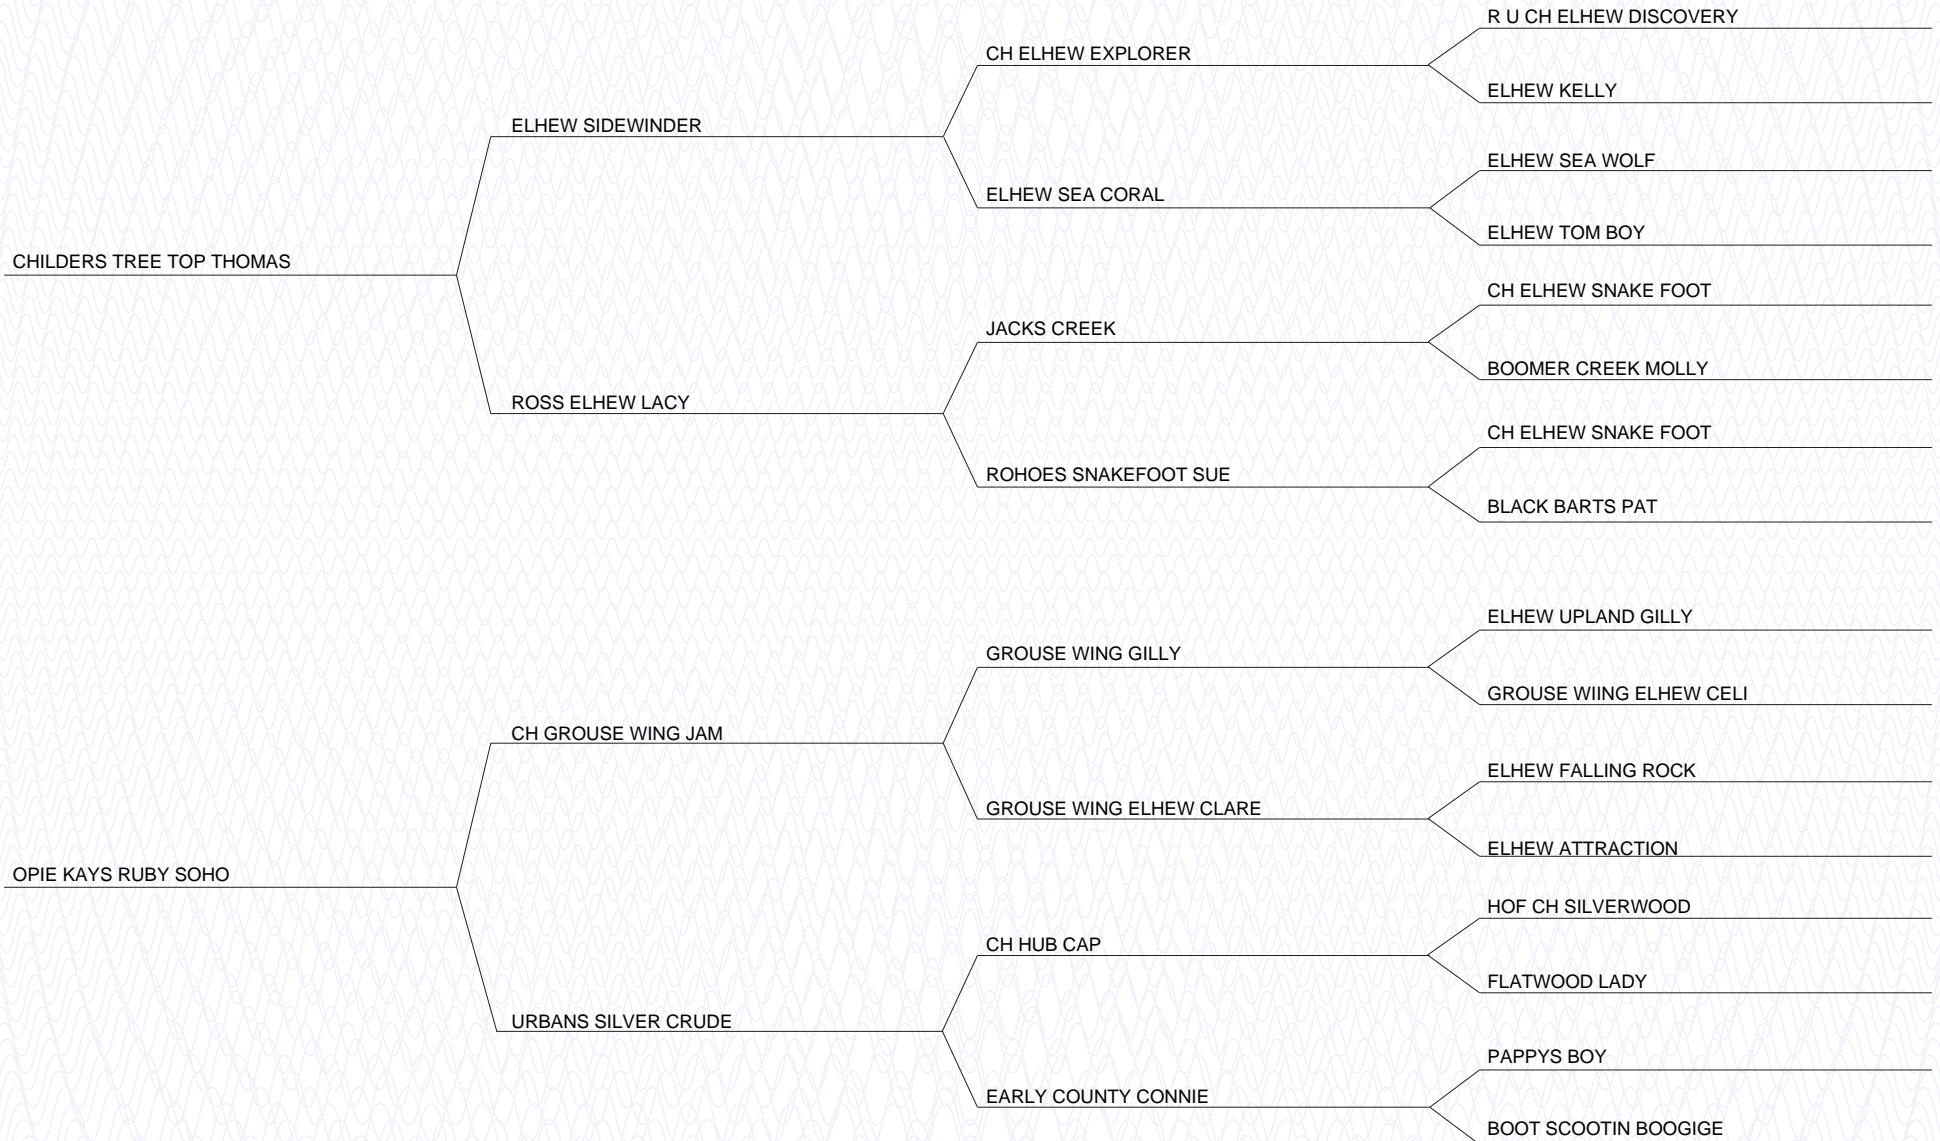 R U CH ELHEW DISCOVERY
CH ELHEW EXPLORER
ELHEW KELLY
ELHEW SIDEWINDER
ELHEW SEA WOLF
ELHEW SEA CORAL
ELHEW TOM BOY
CHILDERS TREE TOP THOMAS
CH ELHEW SNAKE FOOT
JACKS CREEK
BOOMER CREEK MOLLY
ROSS ELHEW LACY
CH ELHEW SNAKE FOOT
ROHOES SNAKEFOOT SUE
BLACK BARTS PAT
ELHEW UPLAND GILLY
GROUSE WING GILLY
GROUSE WIING ELHEW CELI
CH GROUSE WING JAM
ELHEW FALLING ROCK
GROUSE WING ELHEW CLARE
ELHEW ATTRACTION
OPIE KAYS RUBY SOHO
HOF CH SILVERWOOD
CH HUB CAP
FLATWOOD LADY
URBANS SILVER CRUDE
PAPPYS BOY
EARLY COUNTY CONNIE
BOOT SCOOTIN BOOGIGE